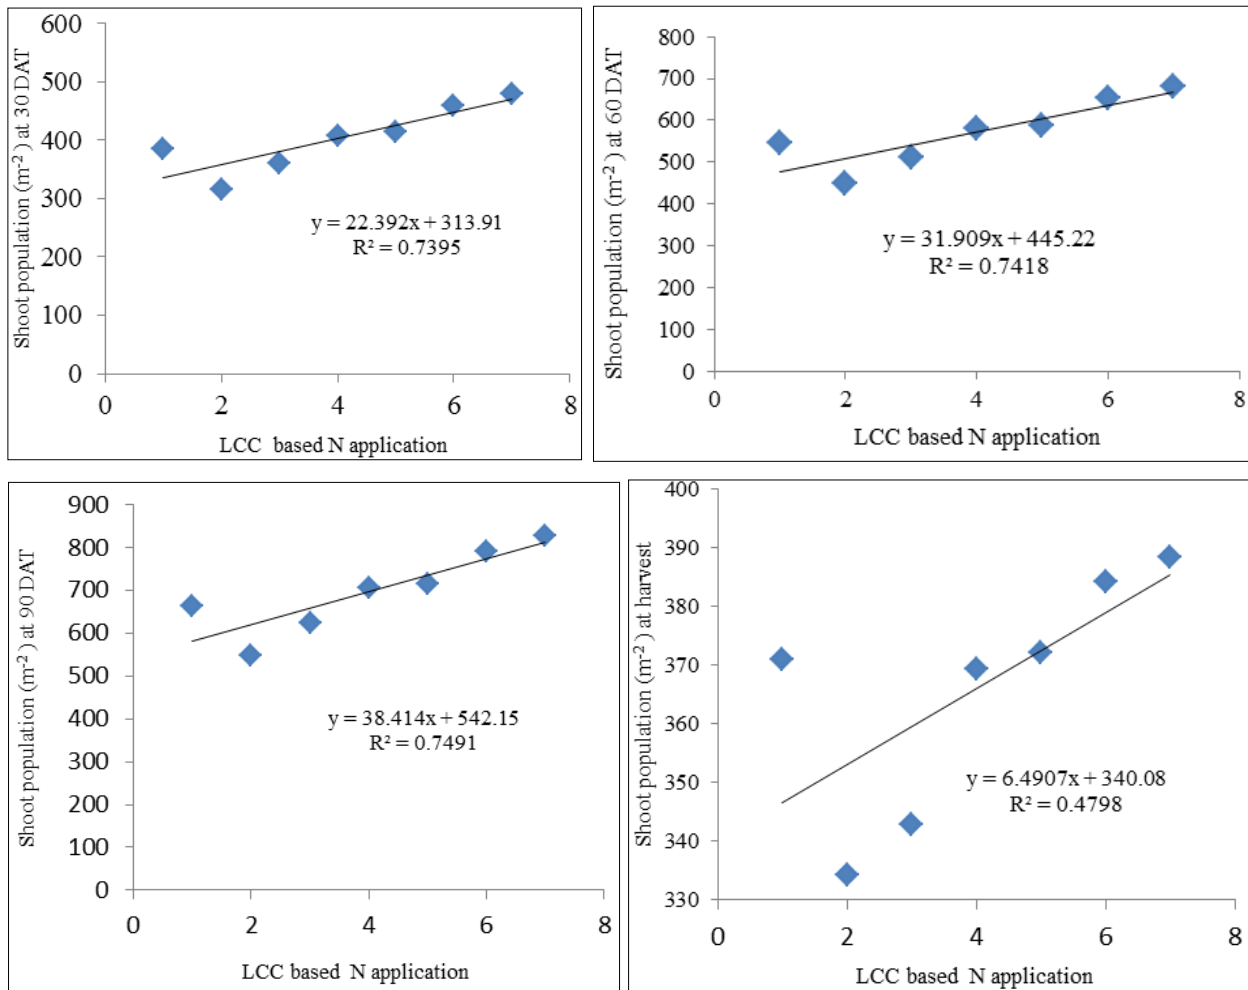 600
500
400
300
200
100
0
0 2 4 6 8
Shoot population (m⁻²) at 30 DAT
LCC based N application
y = 22.392x + 313.91
R² = 0.7395
800
700
600
500
400
300
200
100
0
0 2 4 6 8
Shoot population (m⁻²) at 60 DAT
LCC based N application
y = 31.909x + 445.22
R² = 0.7418
900
800
700
600
500
400
300
200
100
0
0 2 4 6 8
Shoot population (m⁻²) at 90 DAT
LCC based N application
y = 38.414x + 542.15
R² = 0.7491
400
390
380
370
360
350
340
330
0 2 4 6 8
Shoot population (m⁻²) at harvest
LCC based N application
y = 6.4907x + 340.08
R² = 0.4798